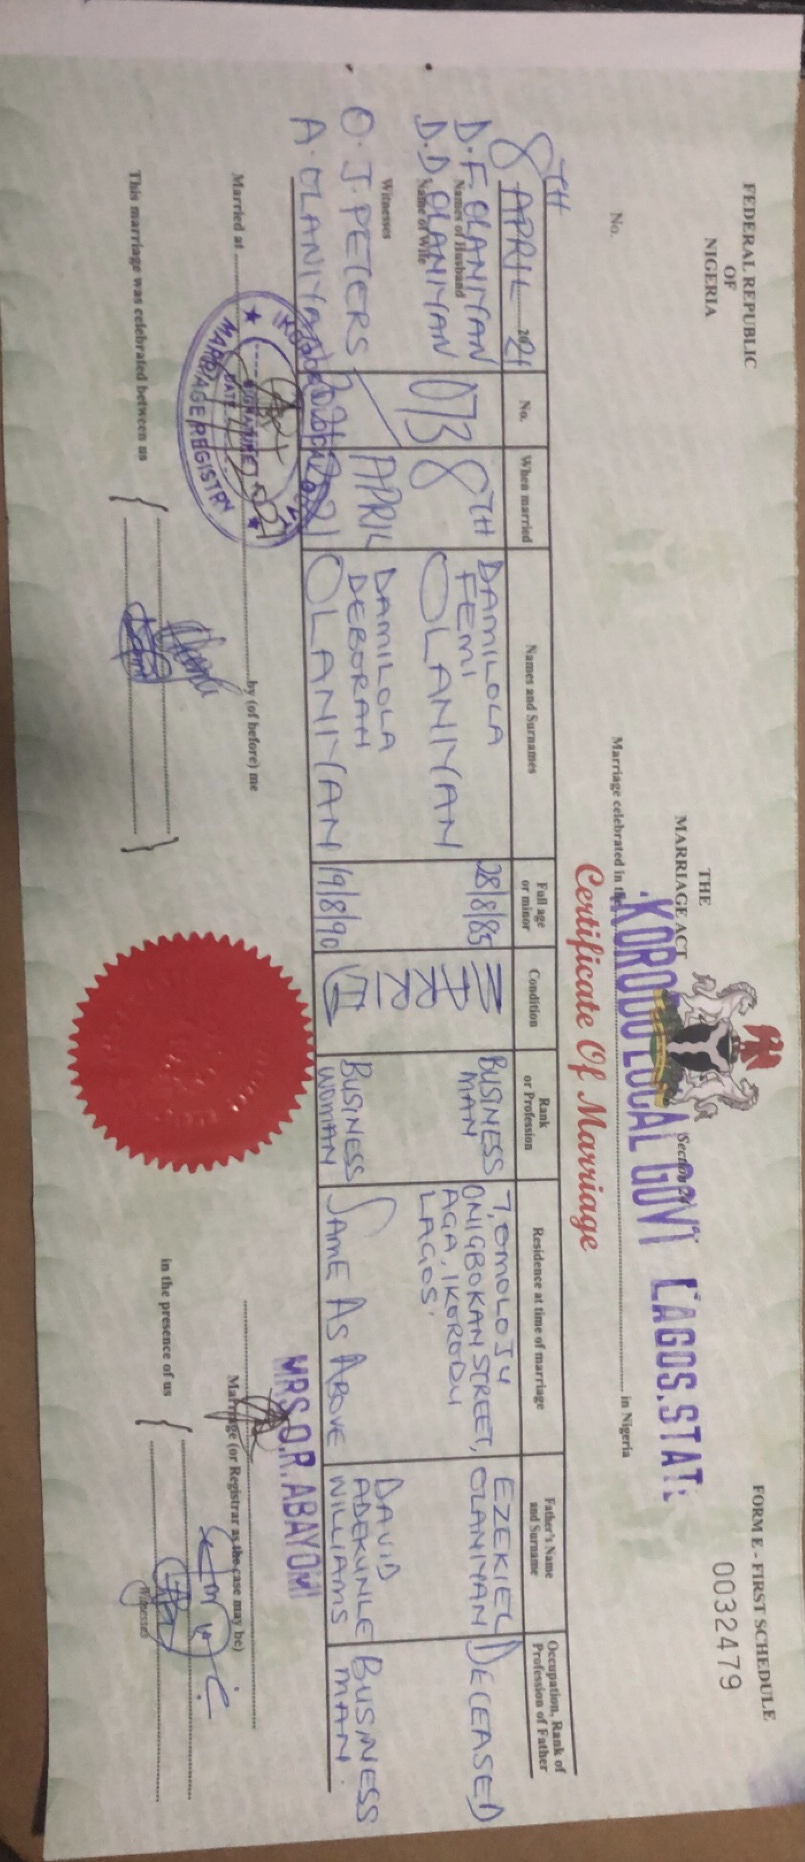 FEDERAL REPUBLIC
OF
NIGERIA
THE
MARRIAGE ACT
Section 24
FORM E - FIRST SCHEDULE
0032479
No.
Marriage celebrated in the
IKORODU LOCAL GOVT LAGOS.STATE
in Nigeria
Certificate Of Marriage
8TH APRIL 2021
D.F. OLANIYAN
Names of Husband
D.D. OLANIYAN
Name of Wife
Witnesses
O.J. PETERS
A. OLANIYAN
No.
When married
Names and Surnames
Full age
or minor
Condition
Rank
or Profession
Residence at time of marriage
Father's Name
and Surname
Occupation, Rank of
Profession of Father
073
8TH
APRIL
2021
DAMILOLA
FEMI
OLANIYAN
28/8/85
BUSINESS
MAN
7, OMOLOJU
ONIGBOKAN STREET,
AGA, IKORODU
LAGOS.
EZEKIEL
OLANIYAN
DECEASED
DAMILOLA
DEBORAH
OLANIYAN
19/8/90
BUSINESS
WOMAN
SAME AS ABOVE
DAVID
ADEKUNLE
WILLIAMS
BUSINESS
MAN.
Married at
by (of before) me
MRS.O.R.ABAYOMI
Marriage (or Registrar as the case may be)
SIGNATURE
DATE
MARRIAGE REGISTRY
This marriage was celebrated between us
in the presence of us
Witnesses